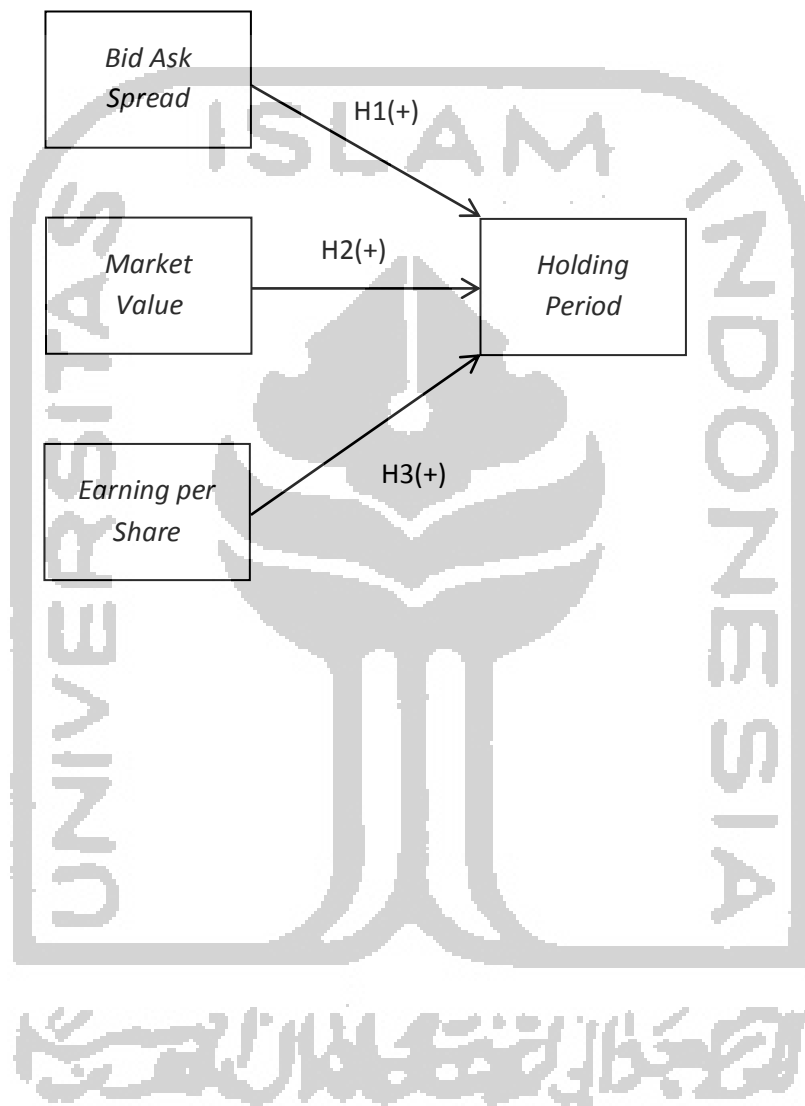 Bid Ask
Spread
H1(+)
ISLAM
Market
Value
H2(+)
Holding
Period
Earning per
Share
H3(+)
UNIVERSITAS
INDONESIA